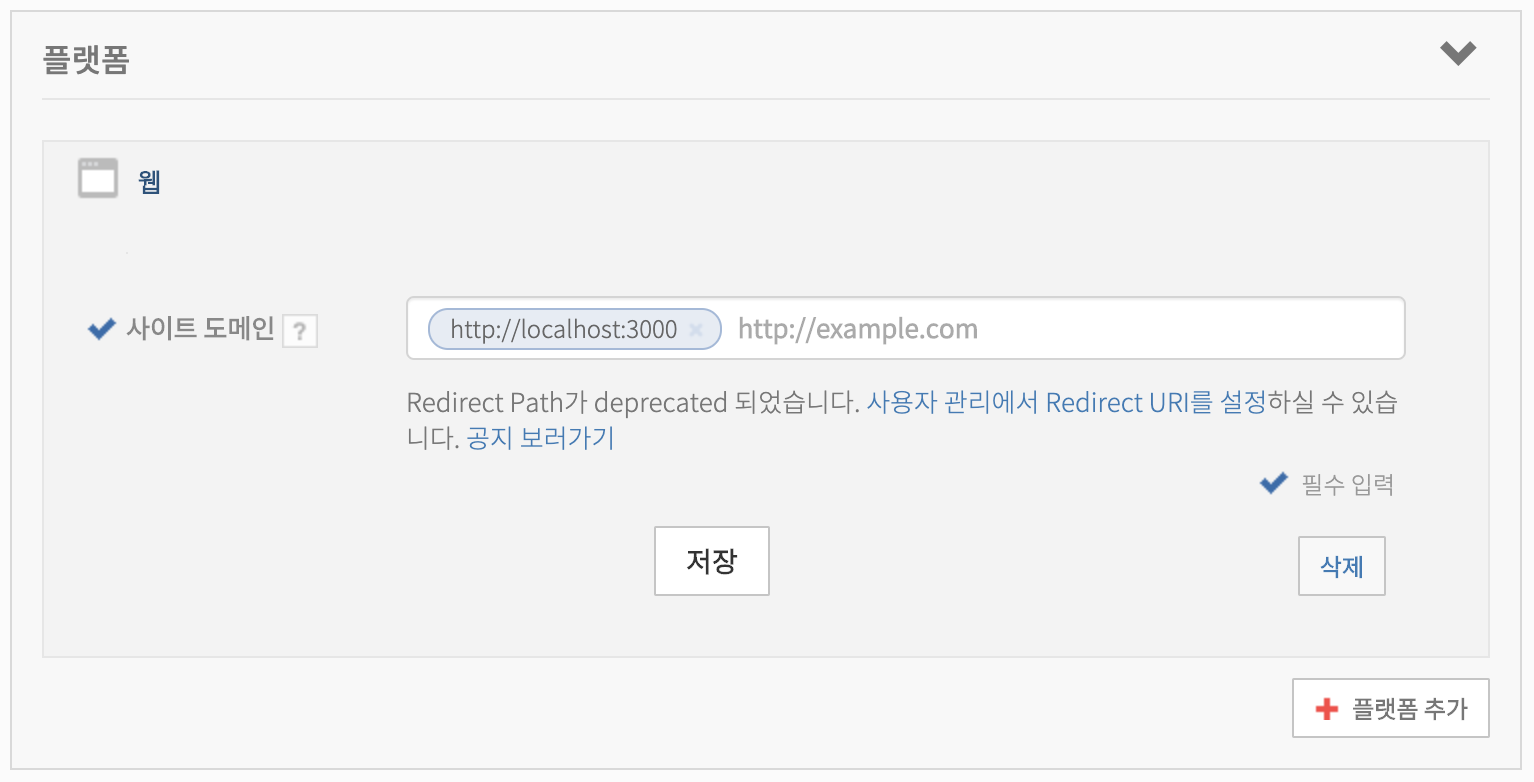 플랫폼
웹
사이트 도메인 ?
http://localhost:3000 × http://example.com
Redirect Path가 deprecated 되었습니다. 사용자 관리에서 Redirect URI를 설정하실 수 있습
니다. 공지 보러가기
필수 입력
저장
삭제
플랫폼 추가